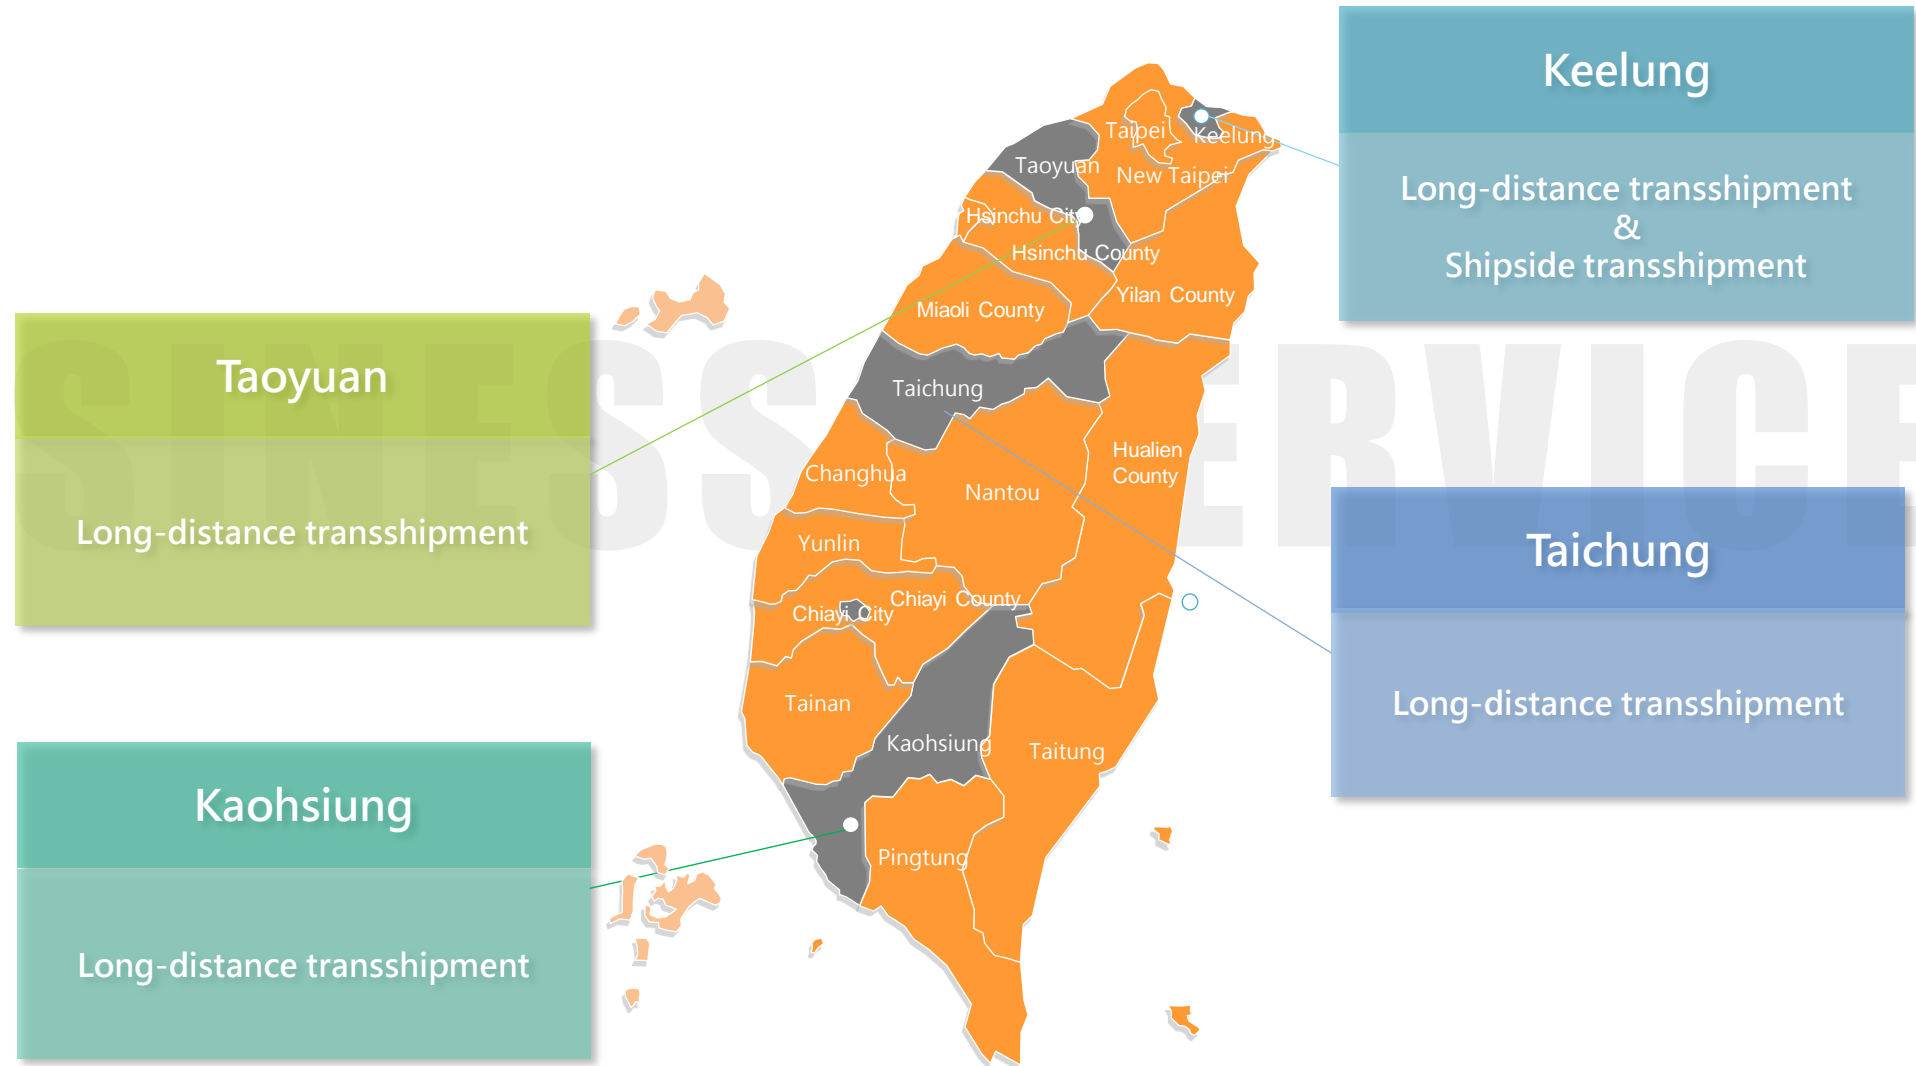 Keelung
Long-distance transshipment
&
Shipside transshipment
Taoyuan
Long-distance transshipment
Taichung
Long-distance transshipment
Kaohsiung
Long-distance transshipment
Taipei
Keelung
Taoyuan
New Taipei
Hsinchu City
Hsinchu County
Yilan County
Miaoli County
Taichung
Hualien
County
Changhua
Nantou
Yunlin
Chiayi County
Chiayi City
Tainan
Kaohsiung
Taitung
Pingtung
SINESS SERVICE